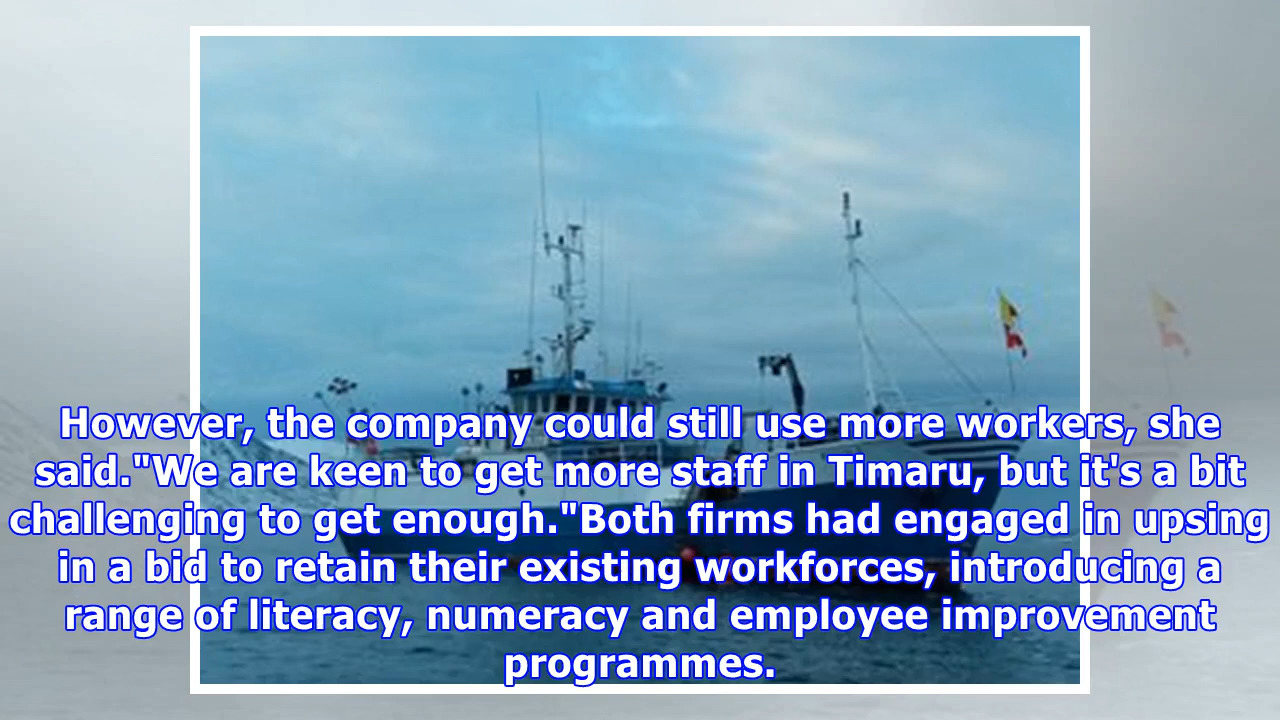 However, the company could still use more workers, she
said."We are keen to get more staff in Timaru, but it's a bit
challenging to get enough."Both firms had engaged in upsing
in a bid to retain their existing workforces, introducing a
range of literacy, numeracy and employee improvement
programmes.